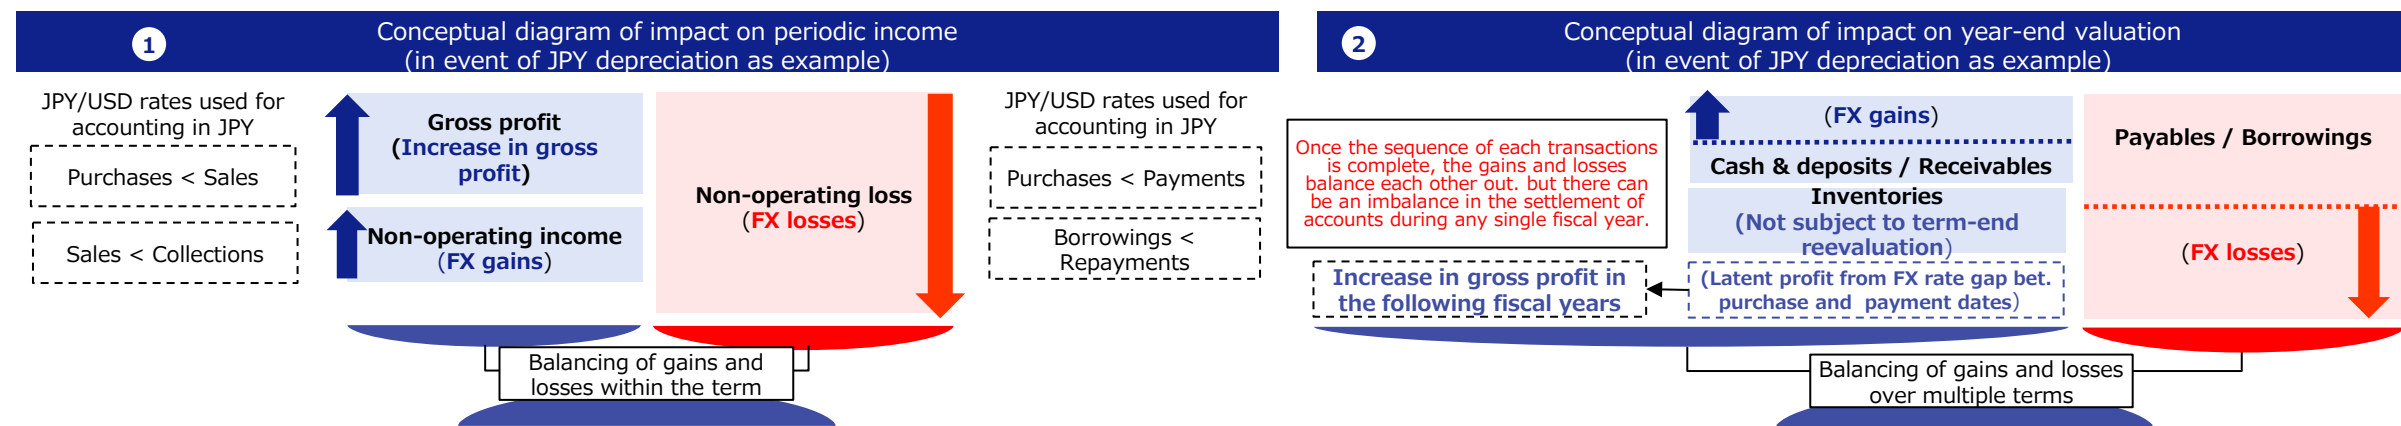 1
Conceptual diagram of impact on periodic income
(in event of JPY depreciation as example)
JPY/USD rates used for
accounting in JPY
Purchases < Sales
Sales < Collections
Gross profit
(Increase in gross
profit)
Non-operating income
(FX gains)
Non-operating loss
(FX losses)
JPY/USD rates used for
accounting in JPY
Purchases < Payments
Borrowings <
Repayments
Balancing of gains and
losses within the term
2
Conceptual diagram of impact on year-end valuation
(in event of JPY depreciation as example)
Once the sequence of each transactions
is complete, the gains and losses
balance each other out. but there can
be an imbalance in the settlement of
accounts during any single fiscal year.
Increase in gross profit in
the following fiscal years
(FX gains)
Cash & deposits / Receivables
Inventories
(Not subject to term-end
reevaluation)
(Latent profit from FX rate gap bet.
purchase and payment dates)
Payables / Borrowings
(FX losses)
Balancing of gains and losses
over multiple terms